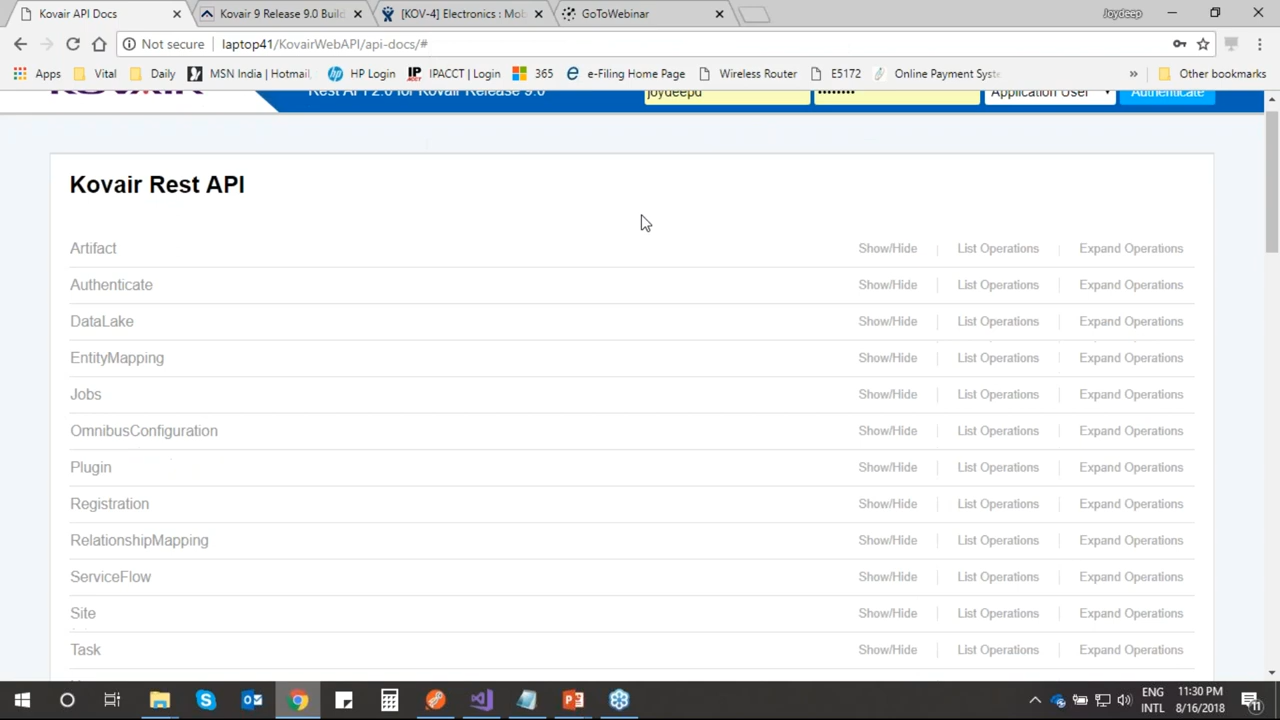 Kovair API Docs
Kovair 9 Release 9.0 Build
[KOV-4] Electronics : Mob
GoToWebinar
Joydeep
Not secure
laptop41/KovairWebAPI/api-docs/#
Apps
Vital
Daily
MSN India | Hotmail,
HP Login
IPACCT | Login
365
e-Filing Home Page
Wireless Router
E5172
Online Payment Syste
»
Other bookmarks
KOVAIR
Rest API 2.0 for Kovair Release 9.0
joydeepd
••••••••
Application User
Authenticate
Kovair Rest API
Artifact Show/Hide List Operations Expand Operations
Authenticate Show/Hide List Operations Expand Operations
DataLake Show/Hide List Operations Expand Operations
EntityMapping Show/Hide List Operations Expand Operations
Jobs Show/Hide List Operations Expand Operations
OmnibusConfiguration Show/Hide List Operations Expand Operations
Plugin Show/Hide List Operations Expand Operations
Registration Show/Hide List Operations Expand Operations
RelationshipMapping Show/Hide List Operations Expand Operations
ServiceFlow Show/Hide List Operations Expand Operations
Site Show/Hide List Operations Expand Operations
Task Show/Hide List Operations Expand Operations
ENG
INTL
11:30 PM
8/16/2018
11